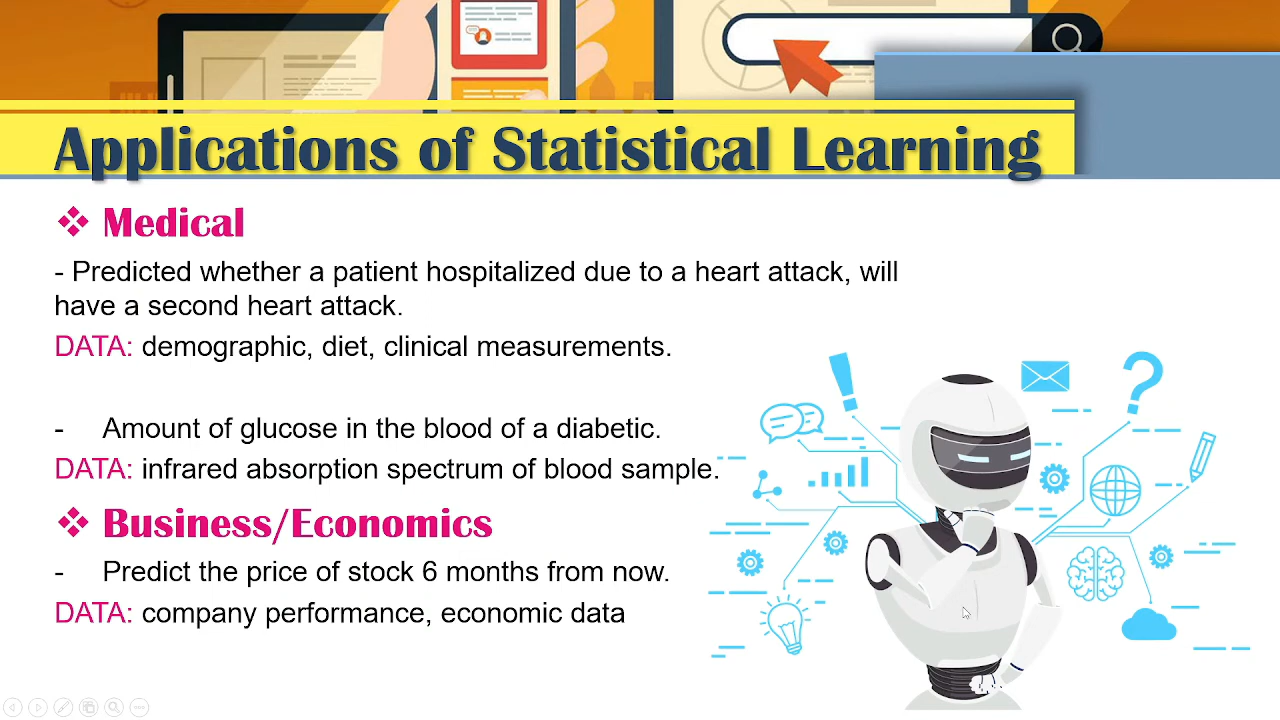 Applications of Statistical Learning
❖ Medical
- Predicted whether a patient hospitalized due to a heart attack, will
have a second heart attack.
DATA: demographic, diet, clinical measurements.
- Amount of glucose in the blood of a diabetic.
DATA: infrared absorption spectrum of blood sample.
❖ Business/Economics
- Predict the price of stock 6 months from now.
DATA: company performance, economic data